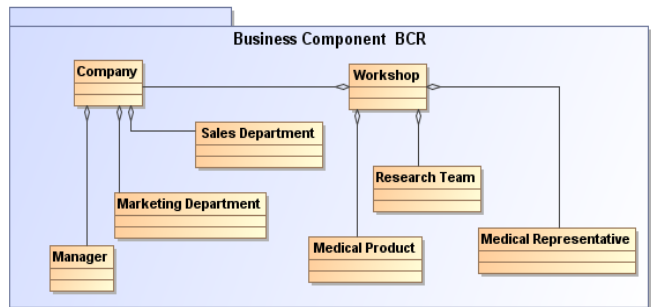 Business Component BCR
Company
Workshop
Sales Department
Research Team
Marketing Department
Medical Representative
Medical Product
Manager